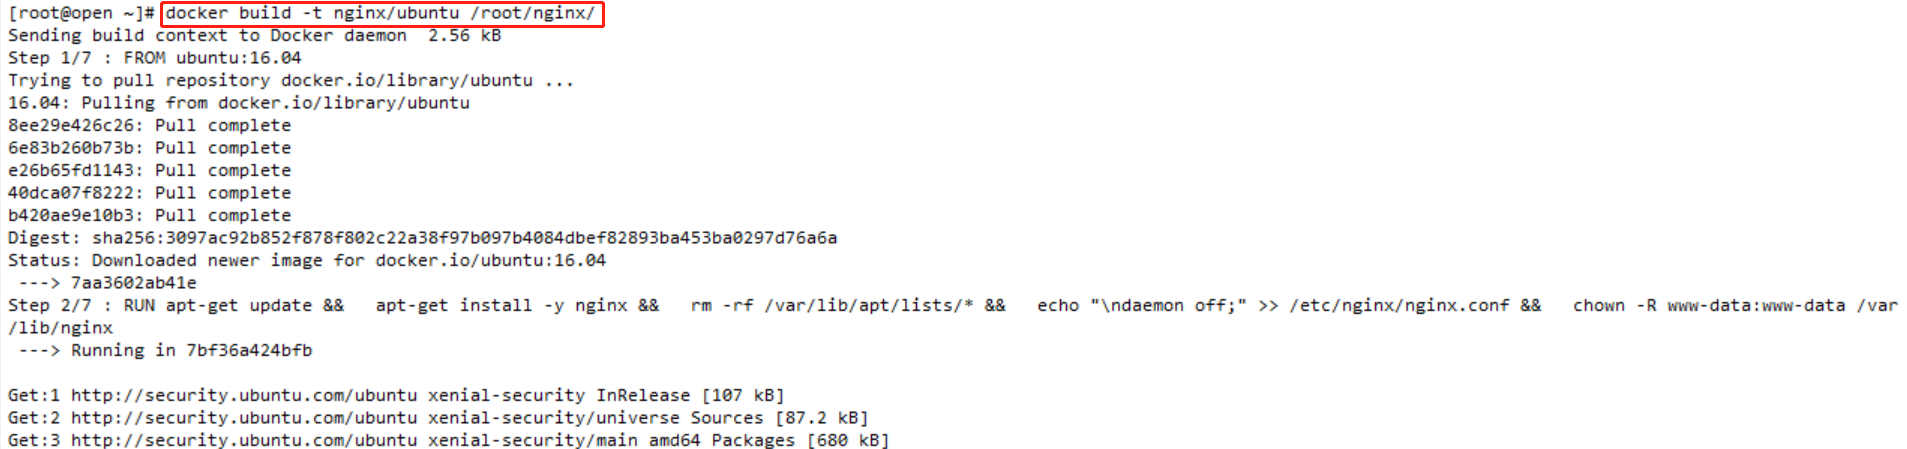 [root@open ~]# docker build -t nginx/ubuntu /root/nginx/
Sending build context to Docker daemon  2.56 kB
Step 1/7 : FROM ubuntu:16.04
Trying to pull repository docker.io/library/ubuntu ...
16.04: Pulling from docker.io/library/ubuntu
8ee29e426c26: Pull complete
6e83b260b73b: Pull complete
e26b65fd1143: Pull complete
40dca07f8222: Pull complete
b420ae9e10b3: Pull complete
Digest: sha256:3097ac92b852f878f802c22a38f97b097b4084dbef82893ba453ba0297d76a6a
Status: Downloaded newer image for docker.io/ubuntu:16.04
 ---> 7aa3602ab41e
Step 2/7 : RUN apt-get update &&   apt-get install -y nginx &&   rm -rf /var/lib/apt/lists/* &&   echo "\ndaemon off;" >> /etc/nginx/nginx.conf &&   chown -R www-data:www-data /var
/lib/nginx
 ---> Running in 7bf36a424bfb
Get:1 http://security.ubuntu.com/ubuntu xenial-security InRelease [107 kB]
Get:2 http://security.ubuntu.com/ubuntu xenial-security/universe Sources [87.2 kB]
Get:3 http://security.ubuntu.com/ubuntu xenial-security/main amd64 Packages [680 kB]